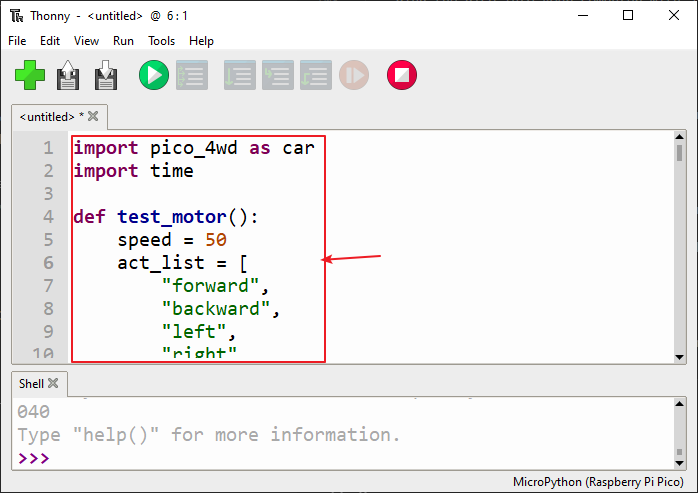 Thonny - <untitled> @ 6:1
File Edit View Run Tools Help
<untitled> *
1 import pico_4wd as car
2 import time
3
4 def test_motor():
5 speed = 50
6 act_list = [
7 "forward",
8 "backward",
9 "left",
10 "right"
Shell
040
Type "help()" for more information.
>>>
MicroPython (Raspberry Pi Pico)